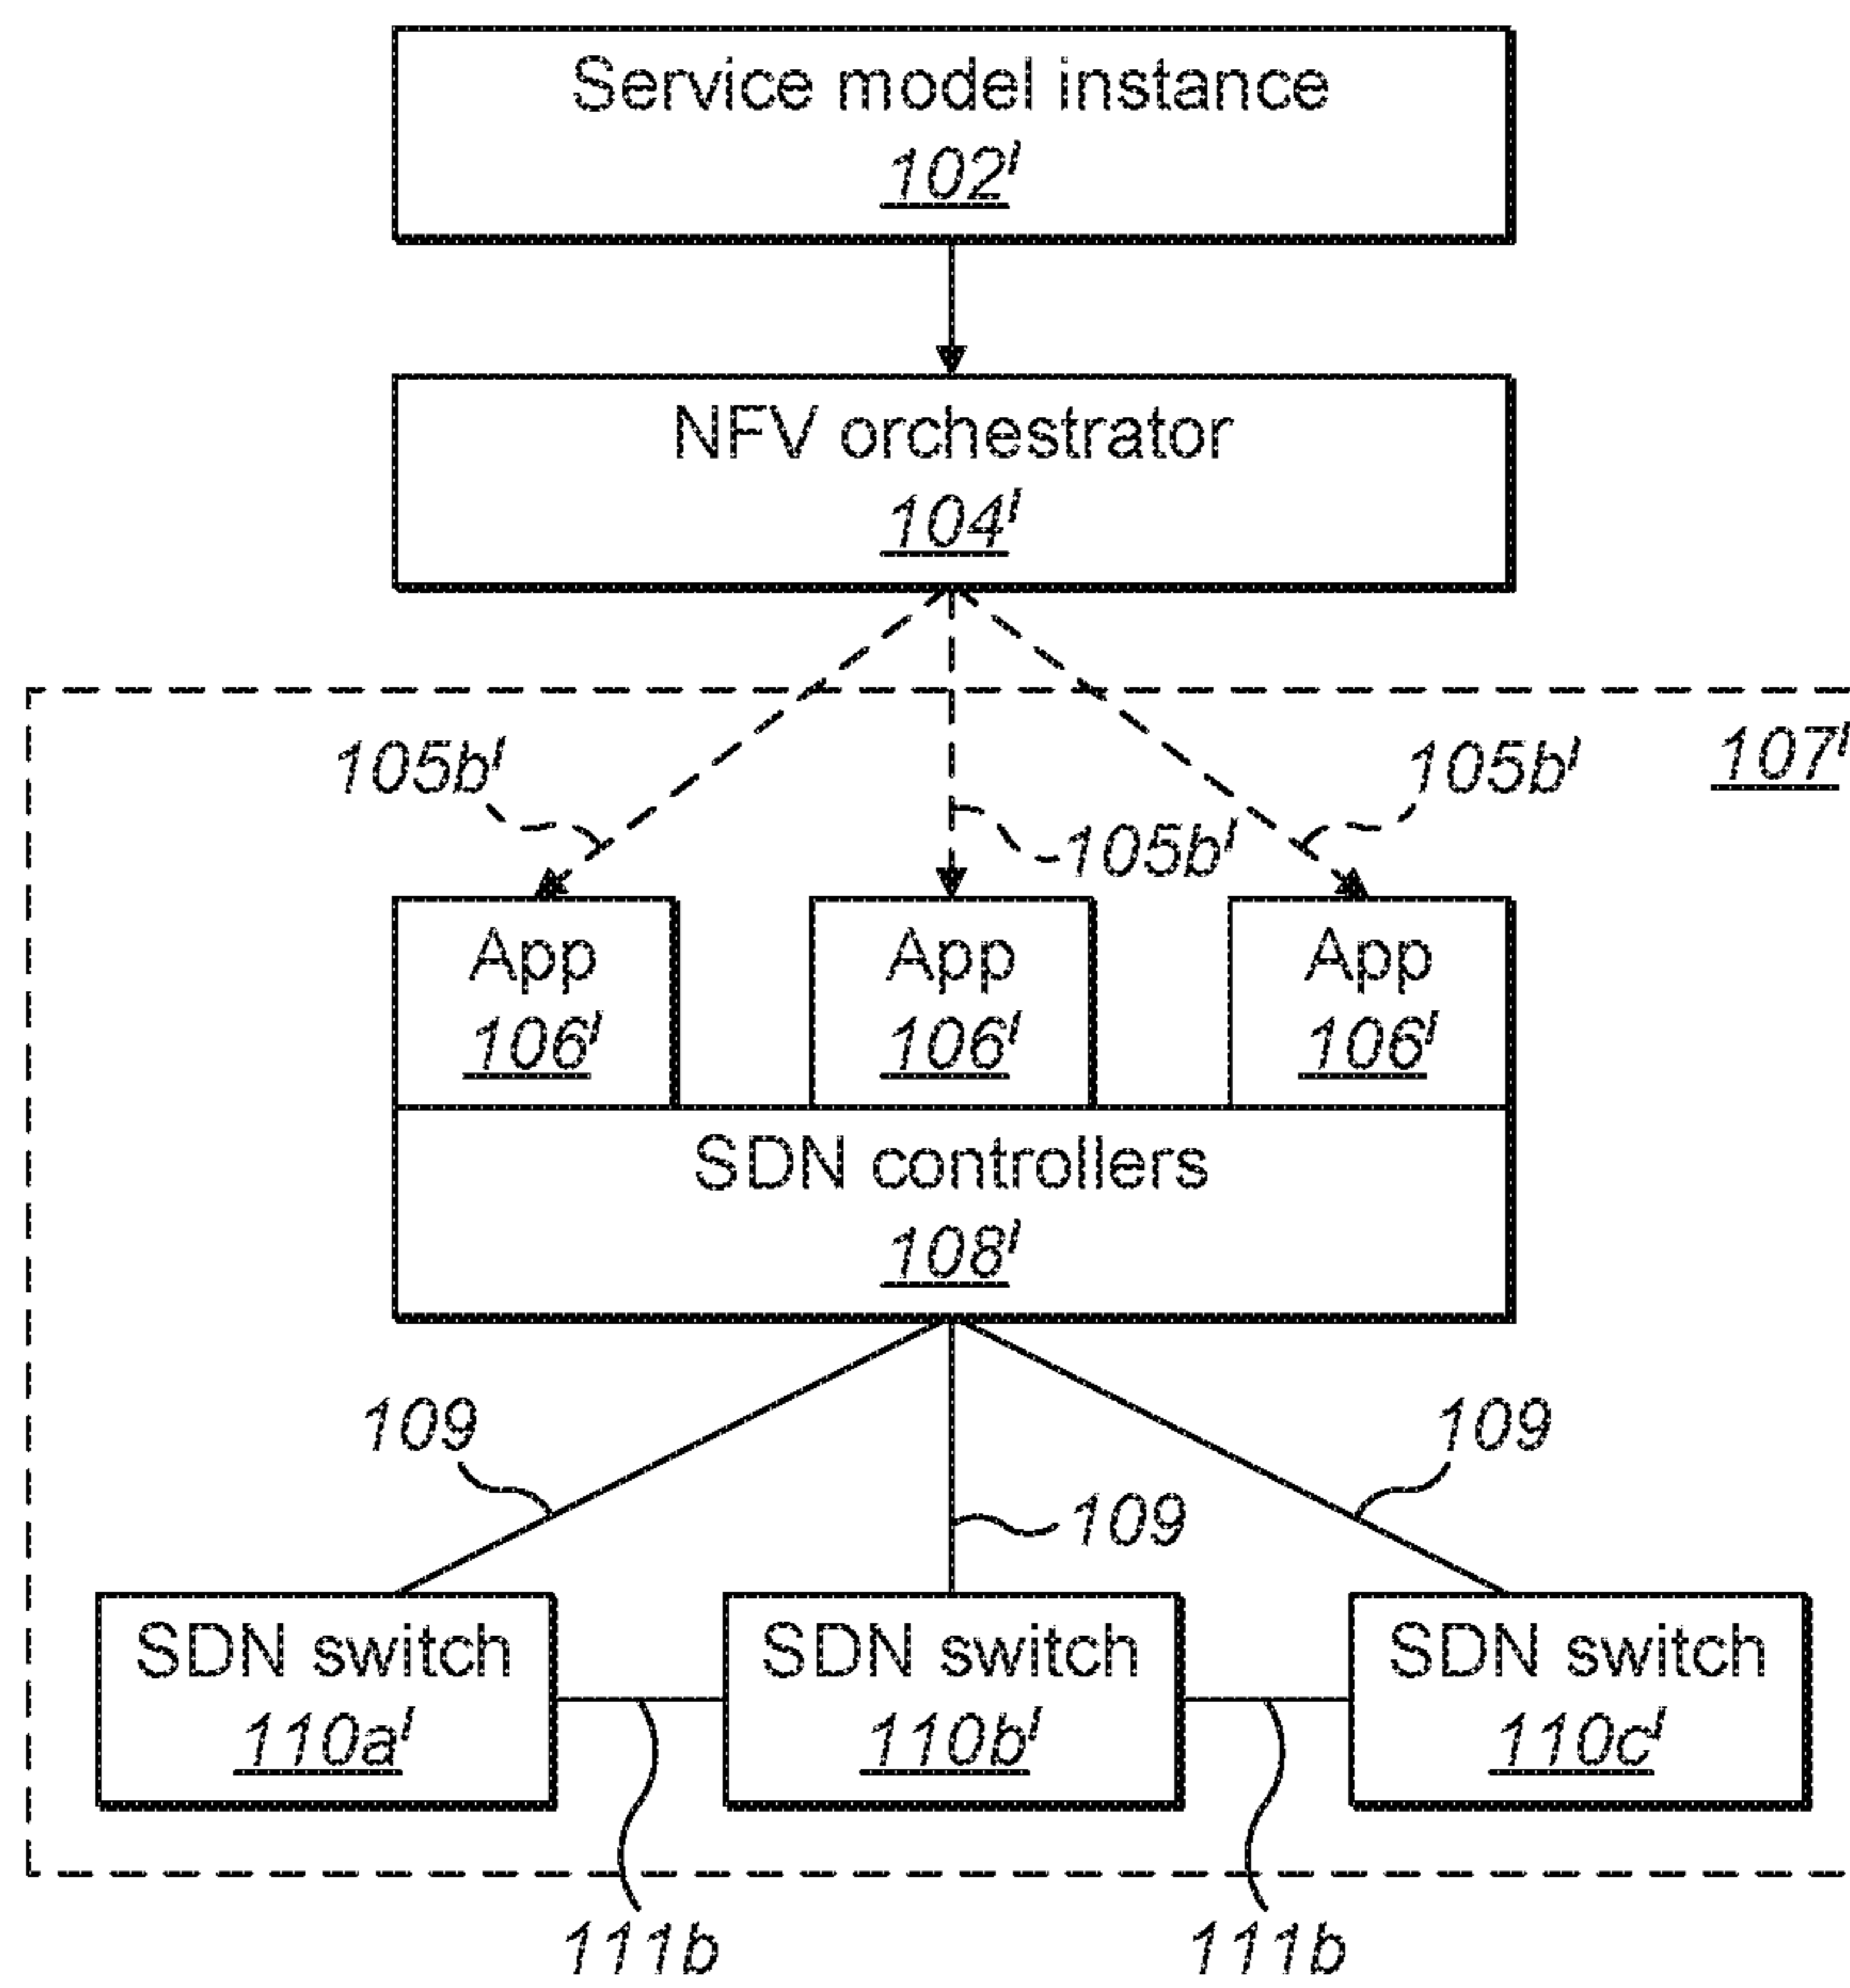 Service model instance
102'
NFV orchestrator
104'
107'
105b'
105b'
105b'
App
App
App
106'
106'
106'
SDN controllers
108'
109
109
109
SDN switch
SDN switch
SDN switch
110a'
110b'
110c'
111b
111b